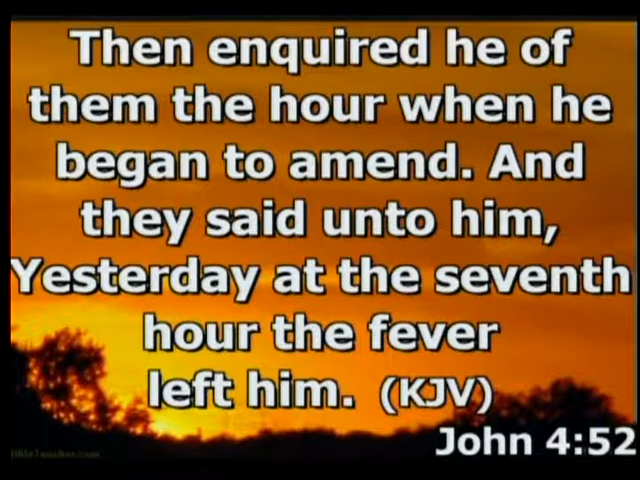 Then enquired he of
them the hour when he
began to amend. And
they said unto him,
Yesterday at the seventh
hour the fever
left him. (KJV)
John 4:52